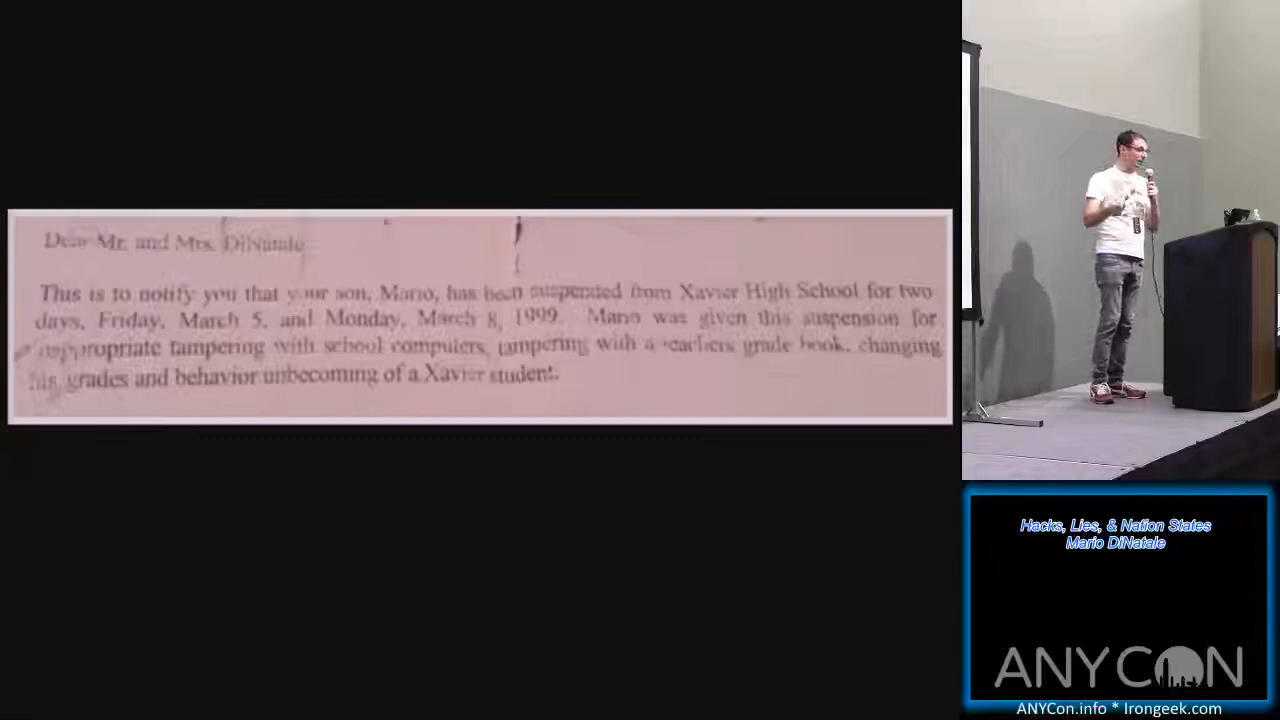 Dear Mr. and Mrs. DiNatale
This is to notify you that your son, Mario, has been suspended from Xavier High School for two
days, Friday, March 5, and Monday, March 8, 1999. Mario was given this suspension for
inappropriate tampering with school computers, tampering with a teachers grade book, changing
his grades and behavior unbecoming of a Xavier student.
Hacks, Lies, & Nation States
Mario DiNatale
ANYCON
ANYCon.info * Irongeek.com